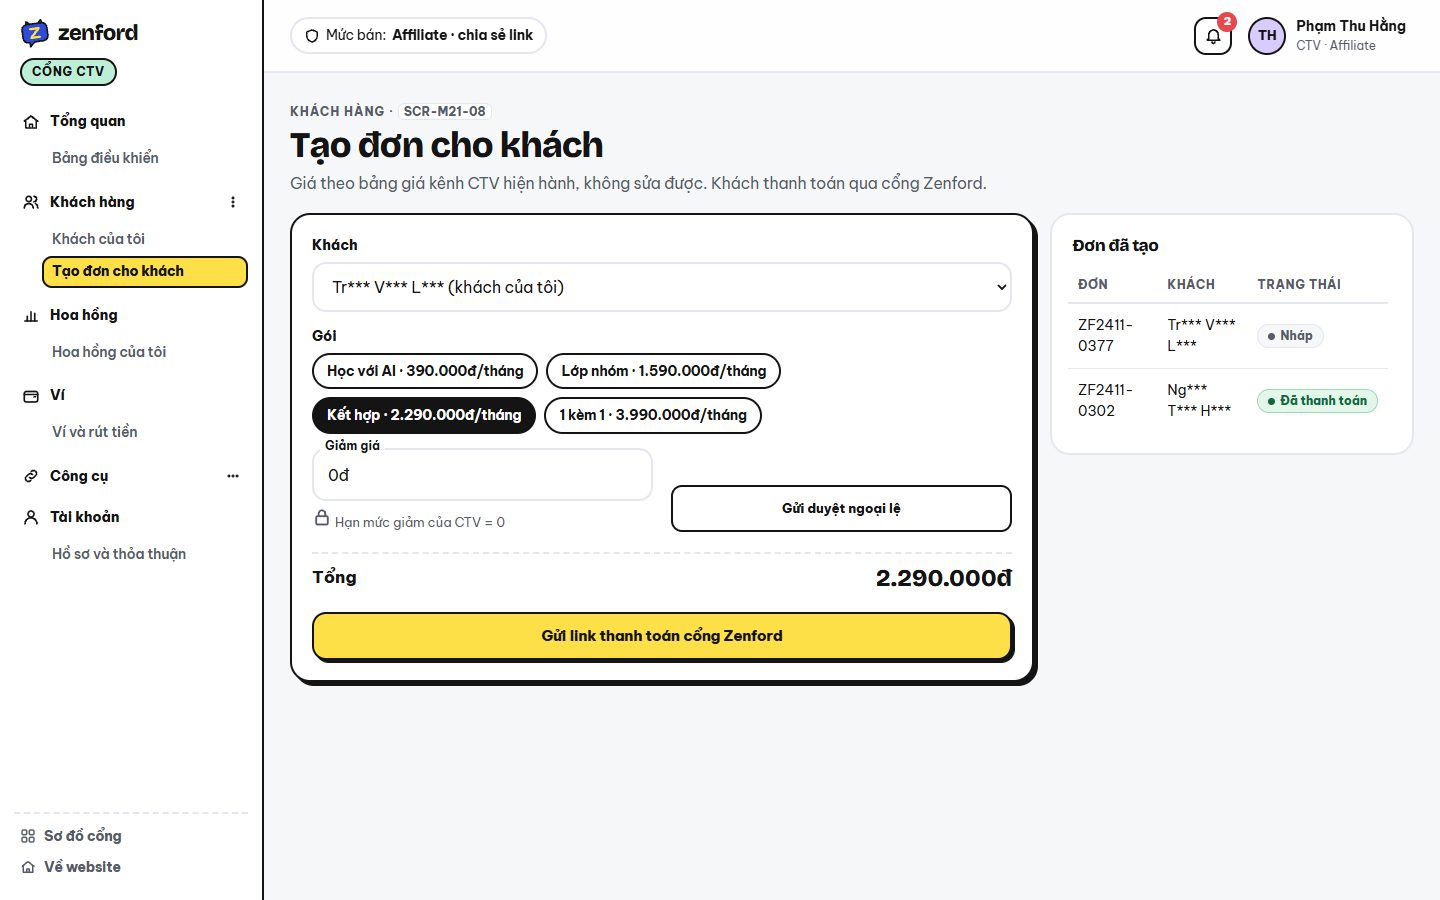 zenford
CỔNG CTV
Tổng quan
Bảng điều khiển
Khách hàng
Khách của tôi
Tạo đơn cho khách
Hoa hồng
Hoa hồng của tôi
Ví
Ví và rút tiền
Công cụ
Tài khoản
Hồ sơ và thỏa thuận
Sơ đồ cổng
Về website
Mức bán: Affiliate · chia sẻ link
2
TH
Phạm Thu Hằng
CTV · Affiliate
KHÁCH HÀNG · SCR-M21-08
Tạo đơn cho khách
Giá theo bảng giá kênh CTV hiện hành, không sửa được. Khách thanh toán qua cổng Zenford.
Khách
Tr*** V*** L*** (khách của tôi)
Gói
Học với AI · 390.000đ/tháng
Lớp nhóm · 1.590.000đ/tháng
Kết hợp · 2.290.000đ/tháng
1 kèm 1 · 3.990.000đ/tháng
Giảm giá
0đ
Hạn mức giảm của CTV = 0
Gửi duyệt ngoại lệ
Tổng
2.290.000đ
Gửi link thanh toán cổng Zenford
Đơn đã tạo
ĐƠN KHÁCH TRẠNG THÁI
ZF2411-
0377
Tr*** V***
L***
Nháp
ZF2411-
0302
Ng***
T*** H***
Đã thanh toán